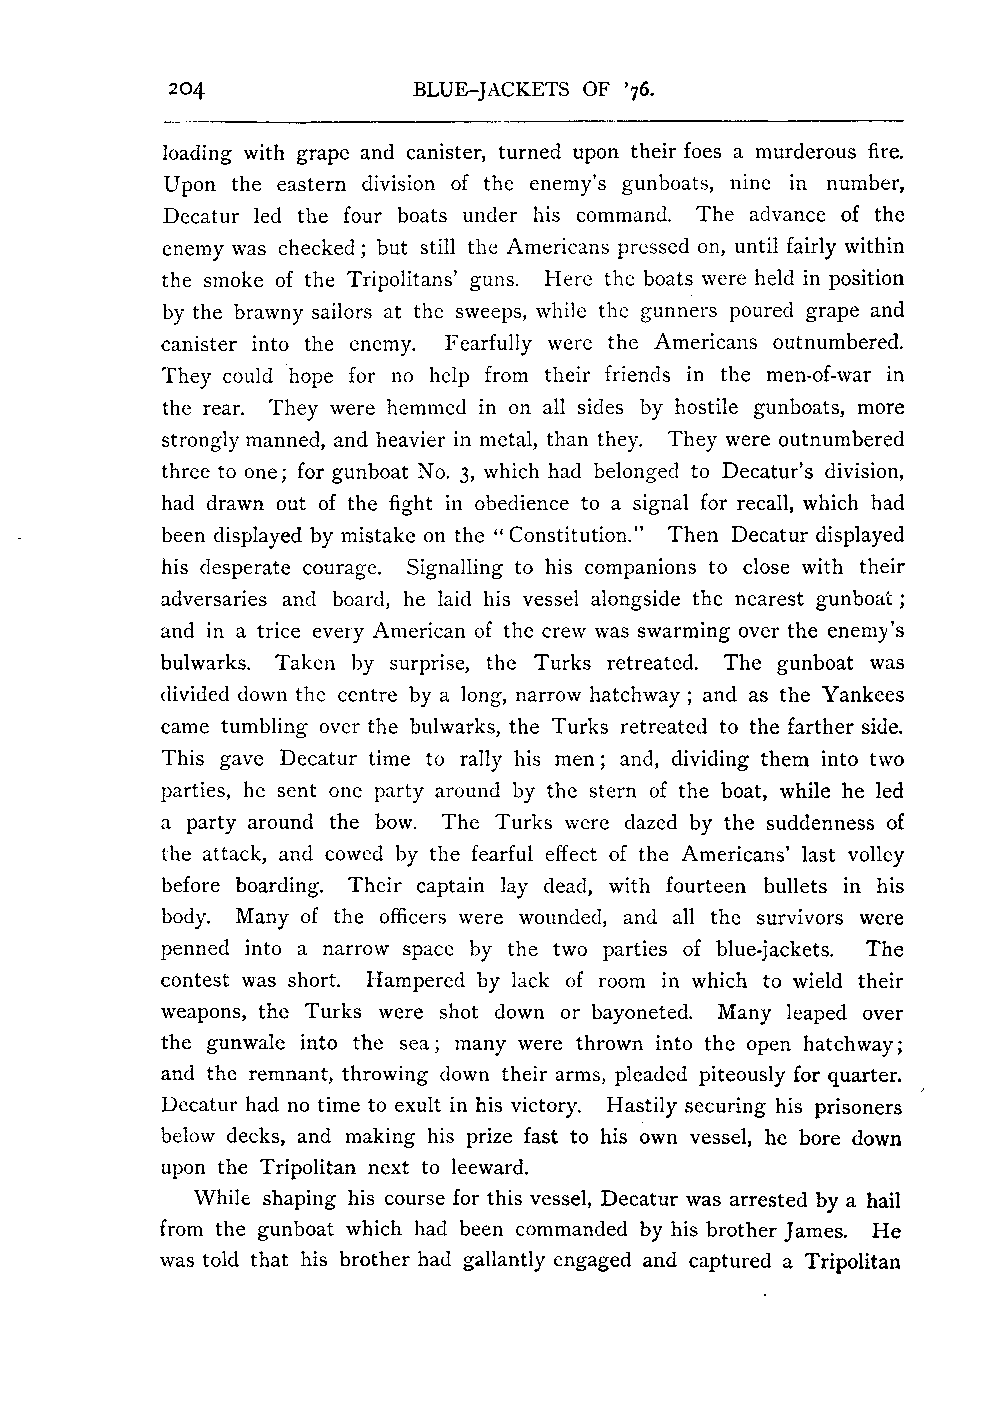 204 BLUE-JACKETS OF '76.
loading with grape and canister, turned upon their foes a murderous fire.
Upon the eastern division of the enemy's gunboats, nine in number,
Decatur led the four boats under his command. The advance of the
enemy was checked; but still the Americans pressed on, until fairly within
the smoke of the Tripolitans' guns. Here the boats were held in position
by the brawny sailors at the sweeps, while the gunners poured grape and
canister into the enemy. Fearfully were the Americans outnumbered.
They could hope for no help from their friends in the men-of-war in
the rear. They were hemmed in on all sides by hostile gunboats, more
strongly manned, and heavier in metal, than they. They were outnumbered
three to one; for gunboat No. 3, which had belonged to Decatur's division,
had drawn out of the fight in obedience to a signal for recall, which had
been displayed by mistake on the "Constitution." Then Decatur displayed
his desperate courage. Signalling to his companions to close with their
adversaries and board, he laid his vessel alongside the nearest gunboat;
and in a trice every American of the crew was swarming over the enemy's
bulwarks. Taken by surprise, the Turks retreated. The gunboat was
divided down the centre by a long, narrow hatchway; and as the Yankees
came tumbling over the bulwarks, the Turks retreated to the farther side.
This gave Decatur time to rally his men; and, dividing them into two
parties, he sent one party around by the stern of the boat, while he led
a party around the bow. The Turks were dazed by the suddenness of
the attack, and cowed by the fearful effect of the Americans' last volley
before boarding. Their captain lay dead, with fourteen bullets in his
body. Many of the officers were wounded, and all the survivors were
penned into a narrow space by the two parties of blue-jackets. The
contest was short. Hampered by lack of room in which to wield their
weapons, the Turks were shot down or bayoneted. Many leaped over
the gunwale into the sea; many were thrown into the open hatchway;
and the remnant, throwing down their arms, pleaded piteously for quarter.
Decatur had no time to exult in his victory. Hastily securing his prisoners
below decks, and making his prize fast to his own vessel, he bore down
upon the Tripolitan next to leeward.
While shaping his course for this vessel, Decatur was arrested by a hail
from the gunboat which had been commanded by his brother James. He
was told that his brother had gallantly engaged and captured a Tripolitan